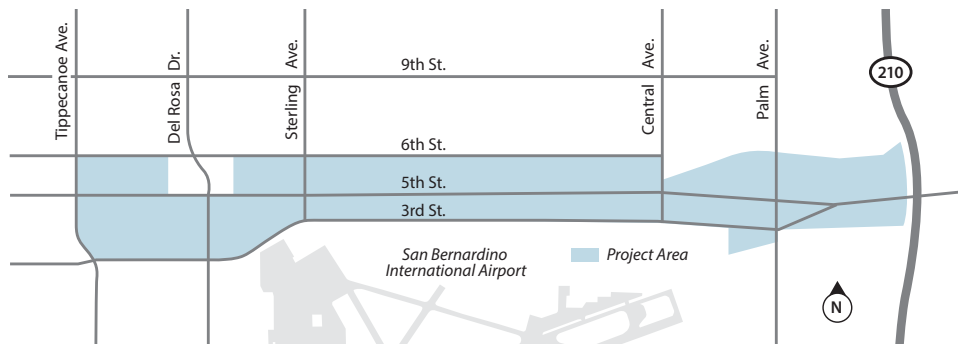 Tippecanoe Ave.
Del Rosa Dr.
Sterling Ave.
Central Ave.
Palm Ave.
210
9th St.
6th St.
5th St.
3rd St.
San Bernardino
International Airport
Project Area
N